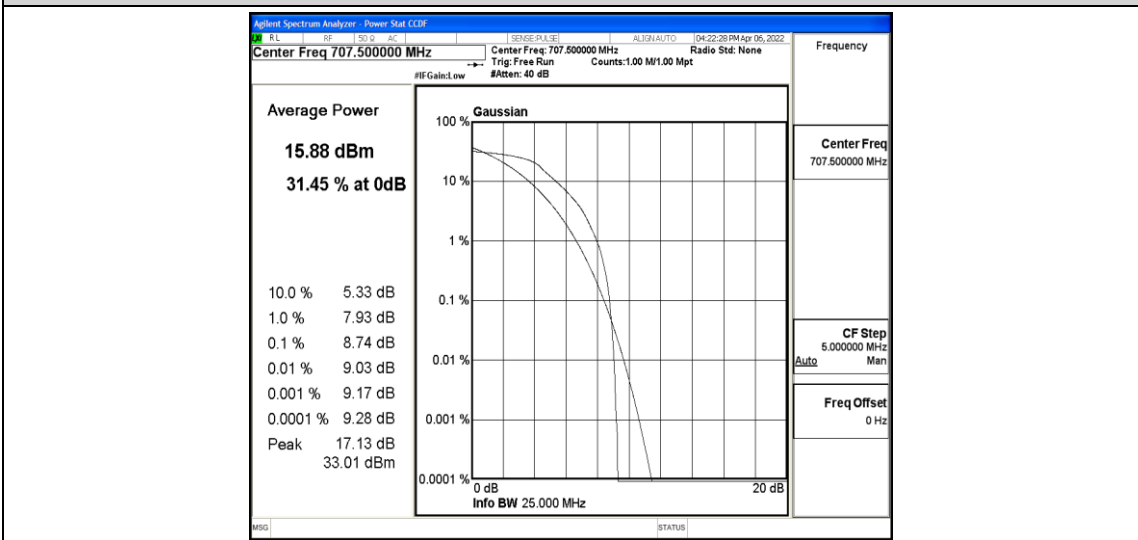 Agilent Spectrum Analyzer - Power Stat CCDF
LXI RL RF 50 Ω AC SENSE:PULSE ALIGN AUTO 04:22:28 PM Apr 06, 2022
Center Freq 707.500000 MHz
Center Freq: 707.500000 MHz Radio Std: None
Trig: Free Run Counts:1.00 M/1.00 Mpt
#IFGain:Low #Atten: 40 dB
Average Power
15.88 dBm
31.45 % at 0dB
10.0 % 5.33 dB
1.0 % 7.93 dB
0.1 % 8.74 dB
0.01 % 9.03 dB
0.001 % 9.17 dB
0.0001 % 9.28 dB
Peak 17.13 dB
33.01 dBm
Gaussian
100 %
10 %
1 %
0.1 %
0.01 %
0.001 %
0.0001 %
0 dB 20 dB
Info BW 25.000 MHz
Frequency
Center Freq
707.500000 MHz
CF Step
5.000000 MHz
Auto Man
Freq Offset
0 Hz
MSG STATUS